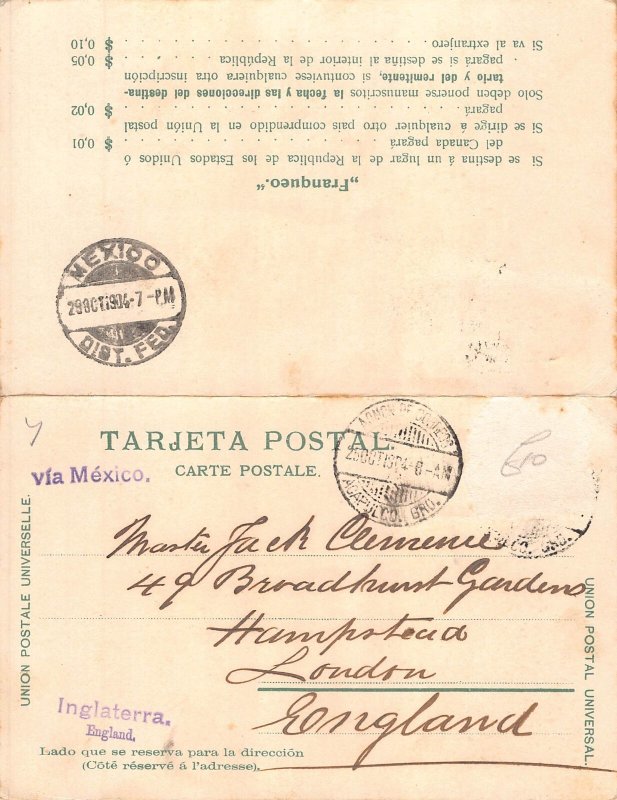 „Franqueo.“
Si se destina á un lugar de la Republica de los Estados Unidos ó
del Canada pagará . . . . . . . . . . . . . . . . . $ 0,01
Si se dirige á cualquier otro pais comprendido en la Unión postal
pagará . . . . . . . . . . . . . . . . . . . . . . . $ 0,02
Solo deben ponerse manuscritos la fecha y las direcciones del destina-
tario y del remitente, si contuviese cualquiera otra inscripción
pagará si se destina al interior de la República . . . . . . $ 0,05
Si va al extranjero . . . . . . . . . . . . . . . . . $ 0,10
MEXICO
29 OCT 1904-7-PM
DIST. FED.
TARJETA POSTAL.
CARTE POSTALE.
vía México.
ACAPULCO, GRO.
UNION POSTALE UNIVERSELLE.
UNION POSTAL UNIVERSAL.
Master Jack Clemence
49 Broadhurst Gardens
Hampstead
London
England
Inglaterra.
England.
Lado que se reserva para la dirección
(Côté réservé á l'adresse).